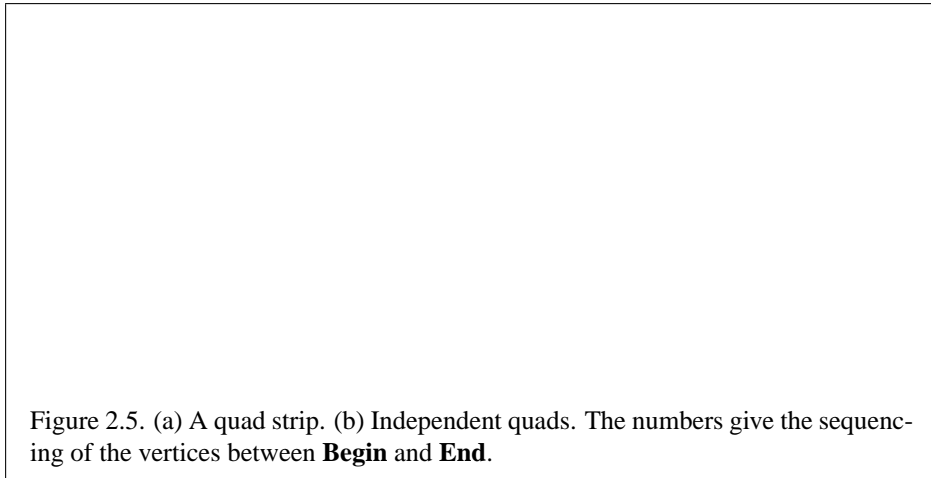 Figure 2.5. (a) A quad strip. (b) Independent quads. The numbers give the sequenc-
ing of the vertices between Begin and End.